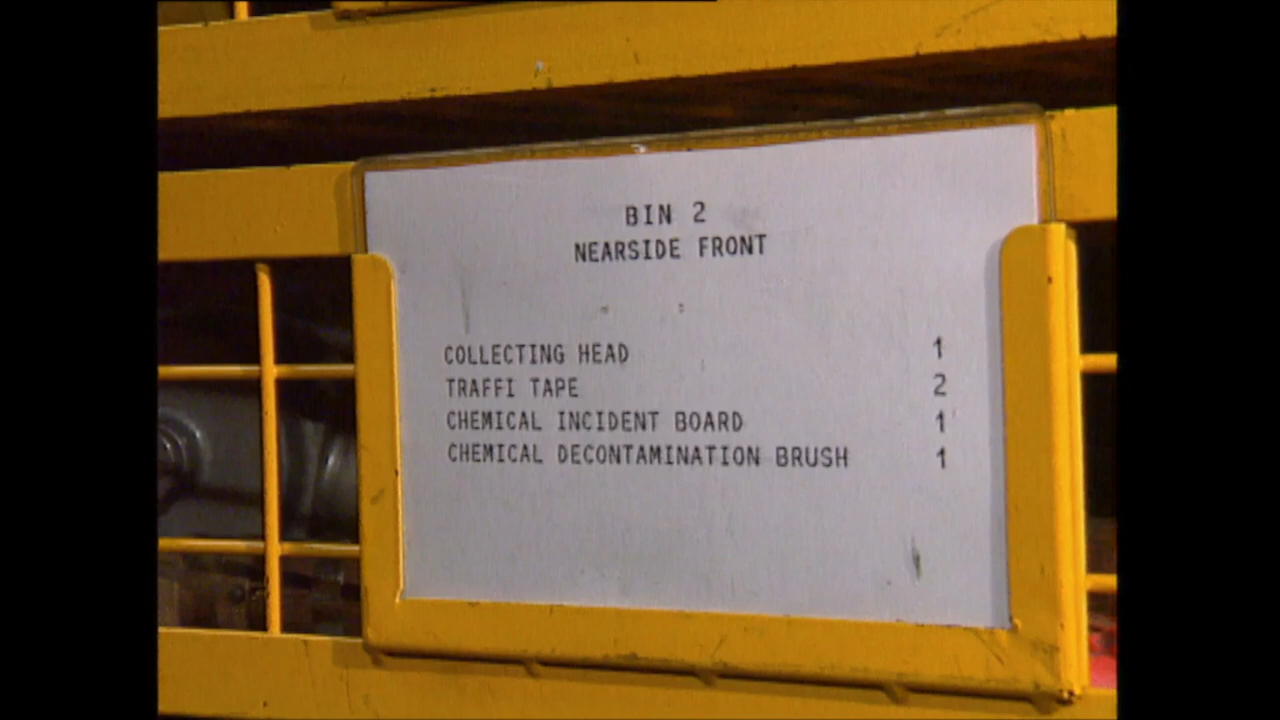 BIN 2
NEARSIDE FRONT
COLLECTING HEAD 1
TRAFFI TAPE 2
CHEMICAL INCIDENT BOARD 1
CHEMICAL DECONTAMINATION BRUSH 1